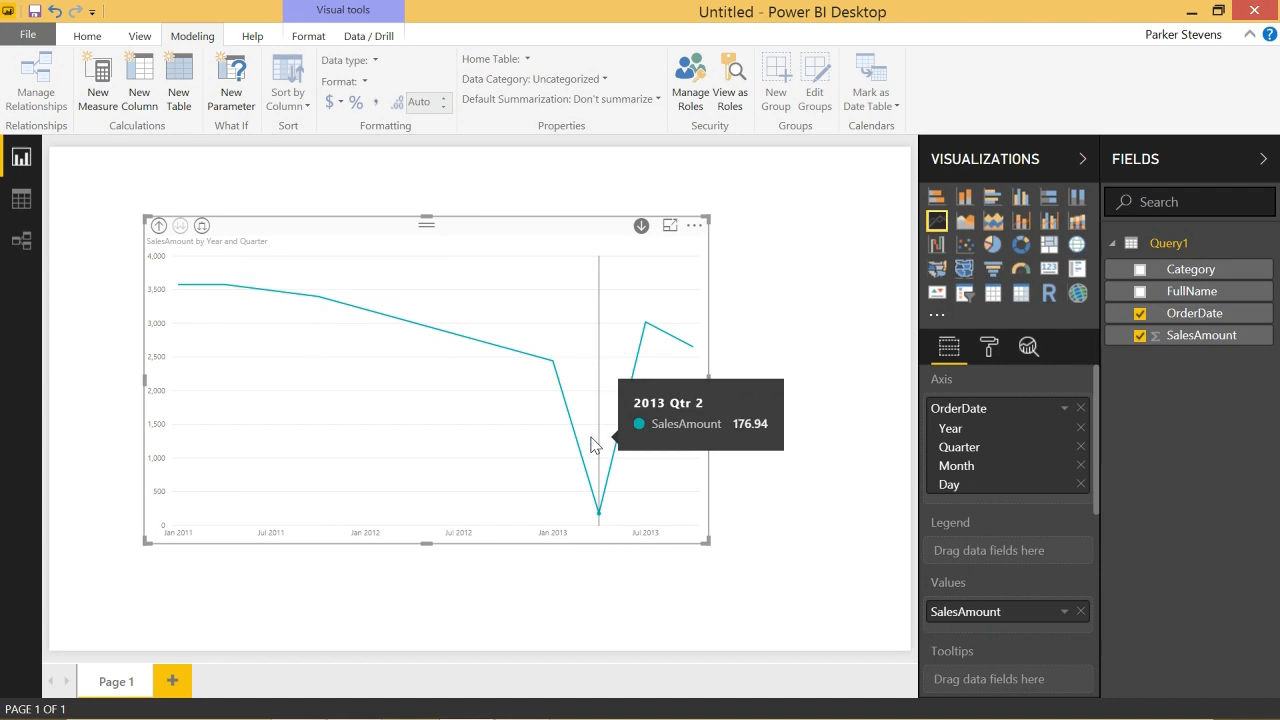 Visual tools
Untitled - Power BI Desktop
File
Home
View
Modeling
Help
Format
Data / Drill
Parker Stevens
Manage
Relationships
New
Measure
New
Column
New
Table
New
Parameter
Sort by
Column
Data type:
Format:
$ % , Auto
Home Table:
Data Category: Uncategorized
Default Summarization: Don't summarize
Manage
Roles
View as
Roles
New
Group
Edit
Groups
Mark as
Date Table
Relationships
Calculations
What If
Sort
Formatting
Properties
Security
Groups
Calendars
SalesAmount by Year and Quarter
4,000
3,500
3,000
2,500
2,000
1,500
1,000
500
0
Jan 2011
Jul 2011
Jan 2012
Jul 2012
Jan 2013
Jul 2013
2013 Qtr 2
SalesAmount 176.94
VISUALIZATIONS
123
R
...
Axis
OrderDate
Year
Quarter
Month
Day
Legend
Drag data fields here
Values
SalesAmount
Tooltips
Drag data fields here
FIELDS
Search
Query1
Category
FullName
OrderDate
Σ SalesAmount
Page 1
PAGE 1 OF 1